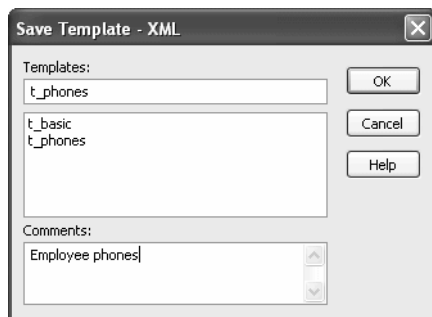 Save Template - XML
Templates:
t_phones
OK
t_basic
t_phones
Cancel
Help
Comments:
Employee phones